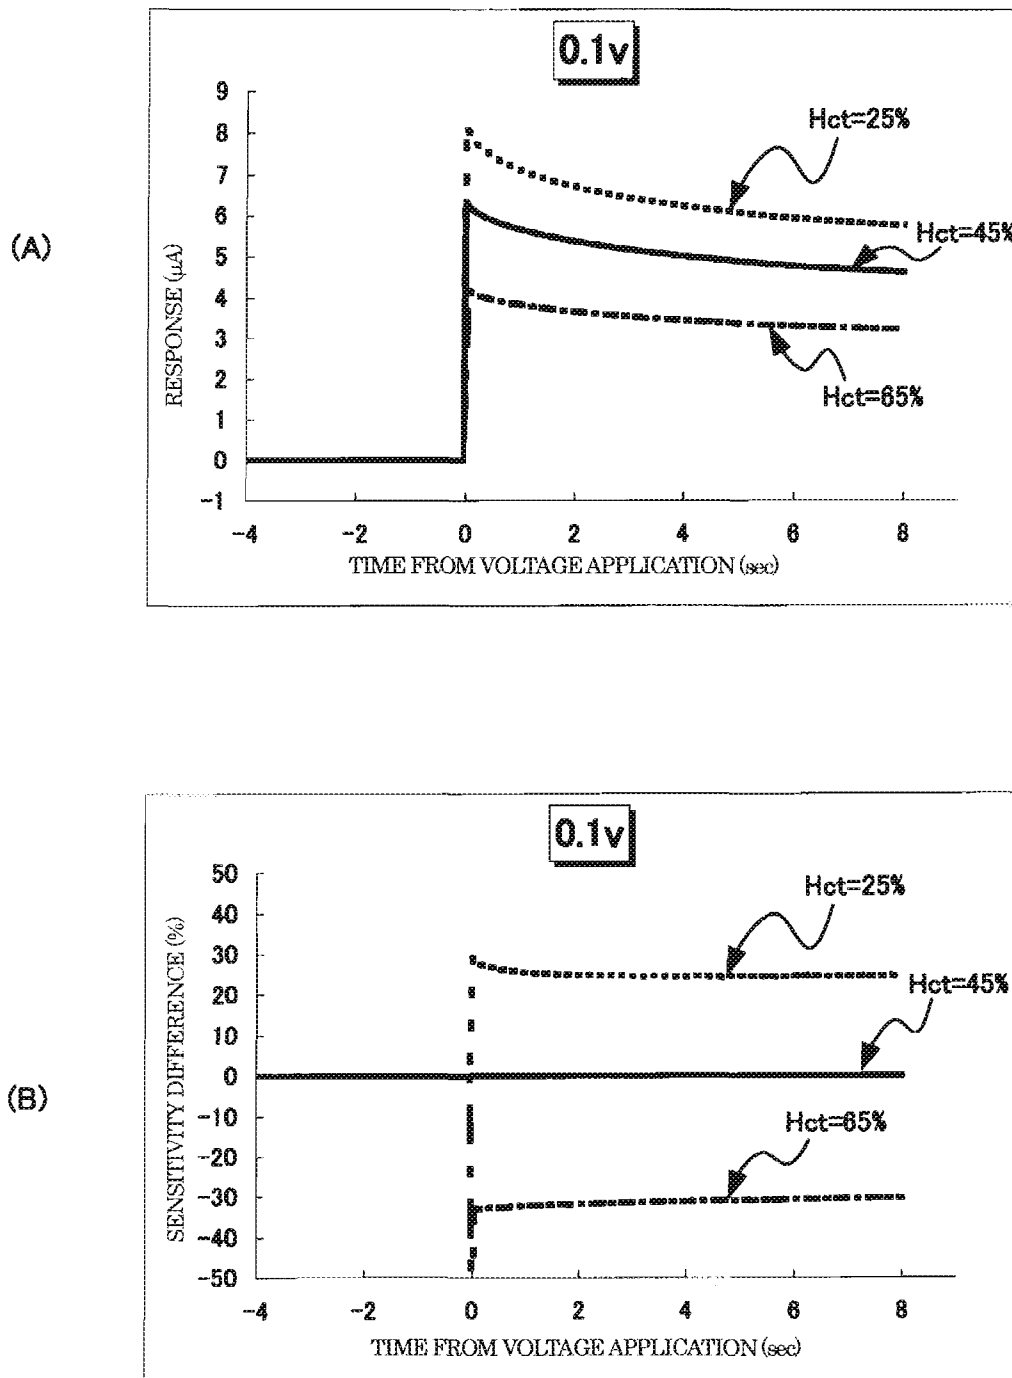 (A)
0.1v
RESPONSE (μA)
9
8
7
6
5
4
3
2
1
0
-1
-4 -2 0 2 4 6 8
TIME FROM VOLTAGE APPLICATION (sec)
Hct=25%
Hct=45%
Hct=65%
(B)
0.1v
SENSITIVITY DIFFERENCE (%)
50
40
30
20
10
0
-10
-20
-30
-40
-50
-4 -2 0 2 4 6 8
TIME FROM VOLTAGE APPLICATION (sec)
Hct=25%
Hct=45%
Hct=65%